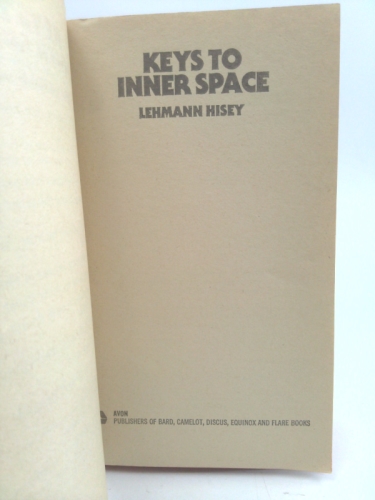 KEYS TO
INNER SPACE
LEHMANN HISEY
AVON
PUBLISHERS OF BARD, CAMELOT, DISCUS, EQUINOX AND FLARE BOOKS